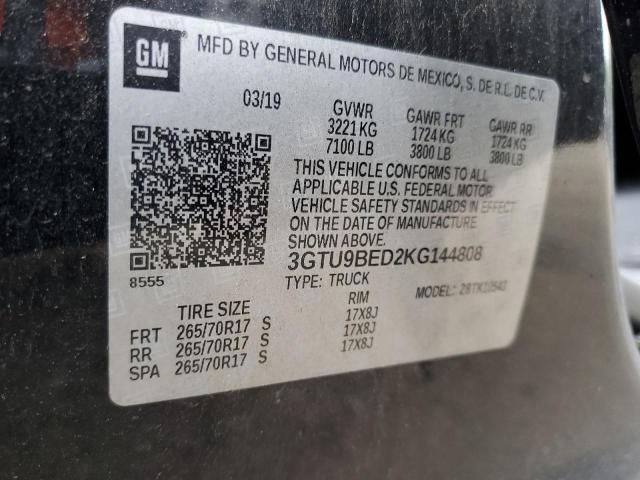 GM
MFD BY GENERAL MOTORS DE MEXICO, S. DE R.L. DE C.V.
03/19
GVWR GAWR FRT GAWR RR
3221 KG 1724 KG 1724 KG
7100 LB 3800 LB 3800 LB
THIS VEHICLE CONFORMS TO ALL
APPLICABLE U.S. FEDERAL MOTOR
VEHICLE SAFETY STANDARDS IN EFFECT
ON THE DATE OF MANUFACTURE
SHOWN ABOVE.
3GTU9BED2KG144808
8555
TYPE: TRUCK MODEL:
TIRE SIZE RIM
FRT 265/70R17 S 17X8J
RR 265/70R17 S 17X8J
SPA 265/70R17 S 17X8J